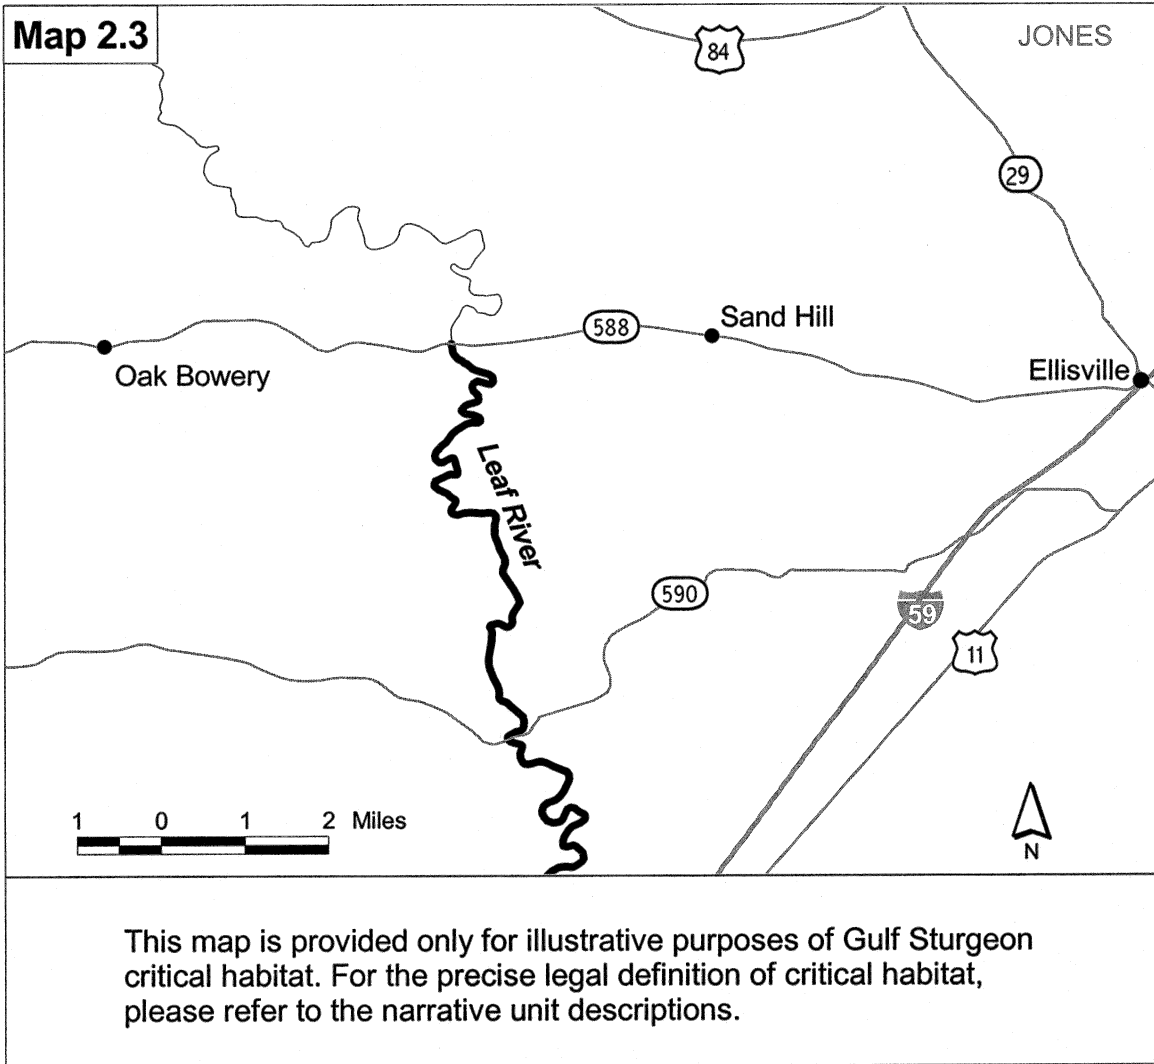 Map 2.3
JONES
84
29
588
Sand Hill
Oak Bowery
Ellisville
Leaf River
590
59
11
1 0 1 2 Miles
N
This map is provided only for illustrative purposes of Gulf Sturgeon
critical habitat. For the precise legal definition of critical habitat,
please refer to the narrative unit descriptions.